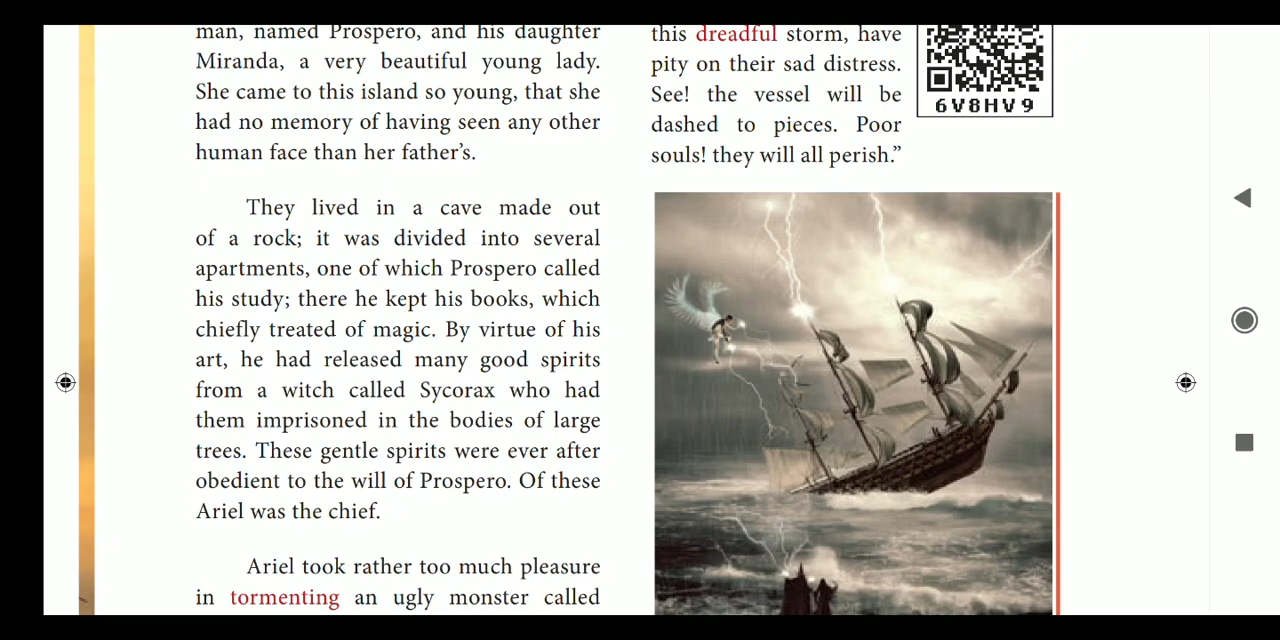 man, named Prospero, and his daughter
Miranda, a very beautiful young lady.
She came to this island so young, that she
had no memory of having seen any other
human face than her father's.
They lived in a cave made out
of a rock; it was divided into several
apartments, one of which Prospero called
his study; there he kept his books, which
chiefly treated of magic. By virtue of his
art, he had released many good spirits
from a witch called Sycorax who had
them imprisoned in the bodies of large
trees. These gentle spirits were ever after
obedient to the will of Prospero. Of these
Ariel was the chief.
Ariel took rather too much pleasure
in tormenting an ugly monster called
this dreadful storm, have
pity on their sad distress.
See! the vessel will be
dashed to pieces. Poor
souls! they will all perish.”
6V8HV9